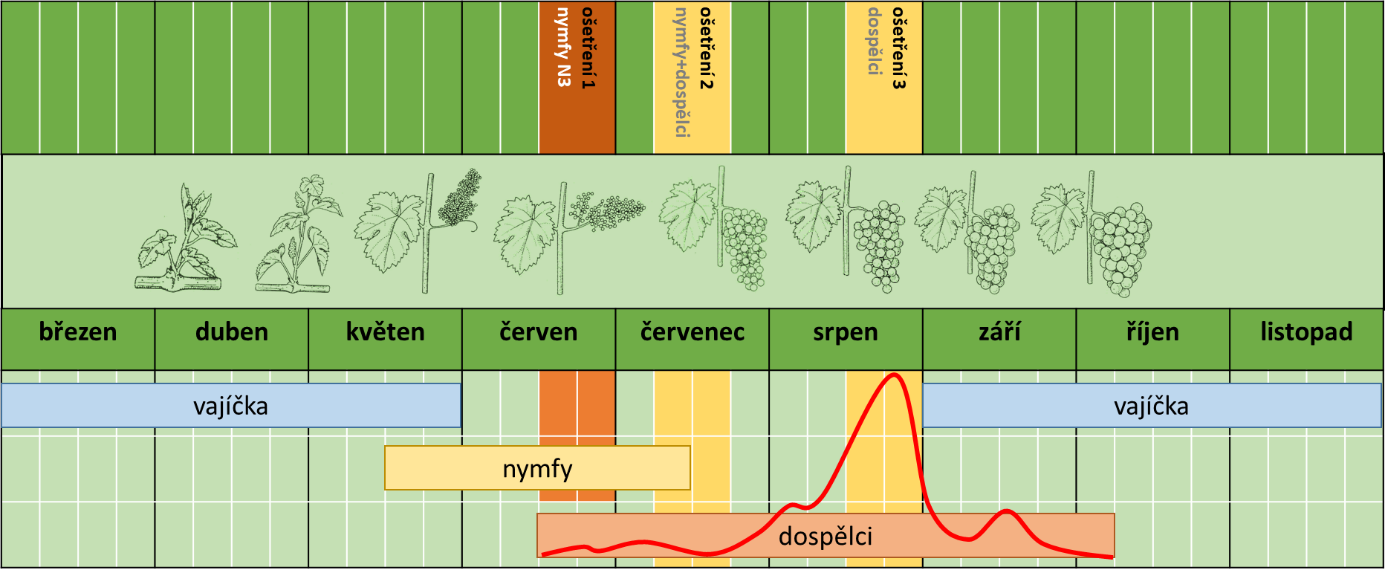 ošetření 1
nymfy N3
ošetření 2
nymfy+dospělci
ošetření 3
dospělci
březen
duben
květen
červen
červenec
srpen
září
říjen
listopad
vajíčka
vajíčka
nymfy
dospělci